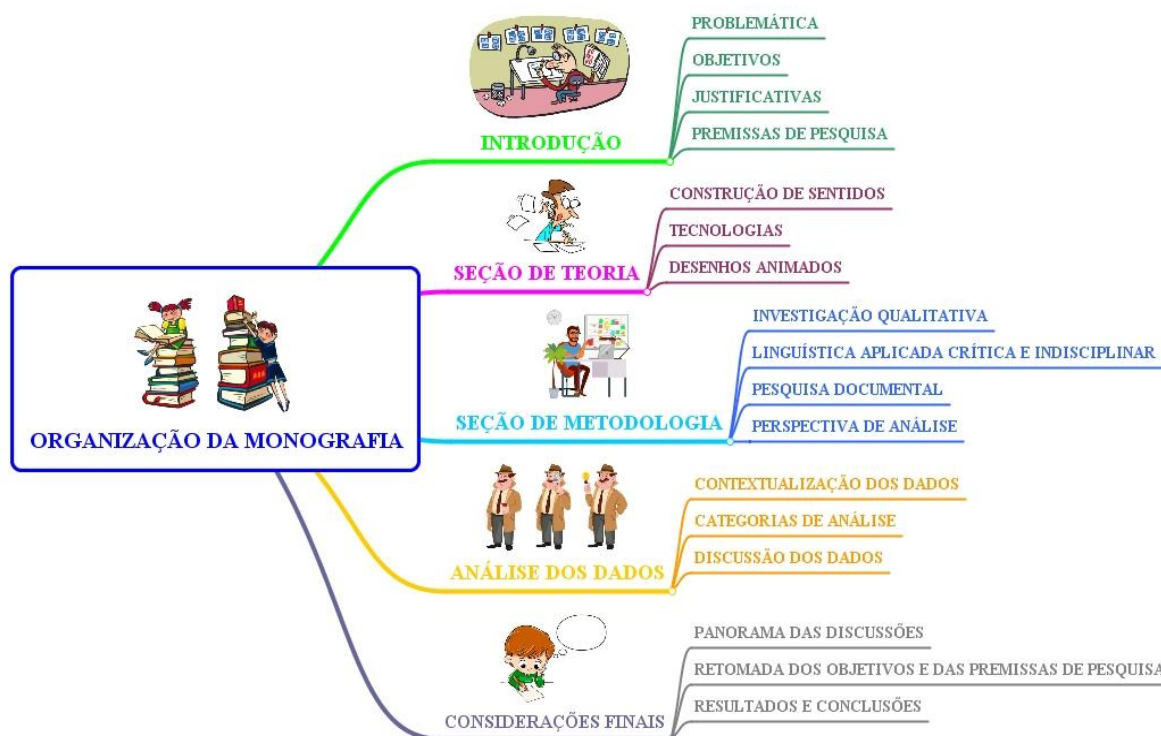 ORGANIZAÇÃO DA MONOGRAFIA
INTRODUÇÃO
PROBLEMÁTICA
OBJETIVOS
JUSTIFICATIVAS
PREMISSAS DE PESQUISA
SEÇÃO DE TEORIA
CONSTRUÇÃO DE SENTIDOS
TECNOLOGIAS
DESENHOS ANIMADOS
SEÇÃO DE METODOLOGIA
INVESTIGAÇÃO QUALITATIVA
LINGUÍSTICA APLICADA CRÍTICA E INDISCIPLINAR
PESQUISA DOCUMENTAL
PERSPECTIVA DE ANÁLISE
ANÁLISE DOS DADOS
CONTEXTUALIZAÇÃO DOS DADOS
CATEGORIAS DE ANÁLISE
DISCUSSÃO DOS DADOS
CONSIDERAÇÕES FINAIS
PANORAMA DAS DISCUSSÕES
RETOMADA DOS OBJETIVOS E DAS PREMISSAS DE PESQUISA
RESULTADOS E CONCLUSÕES